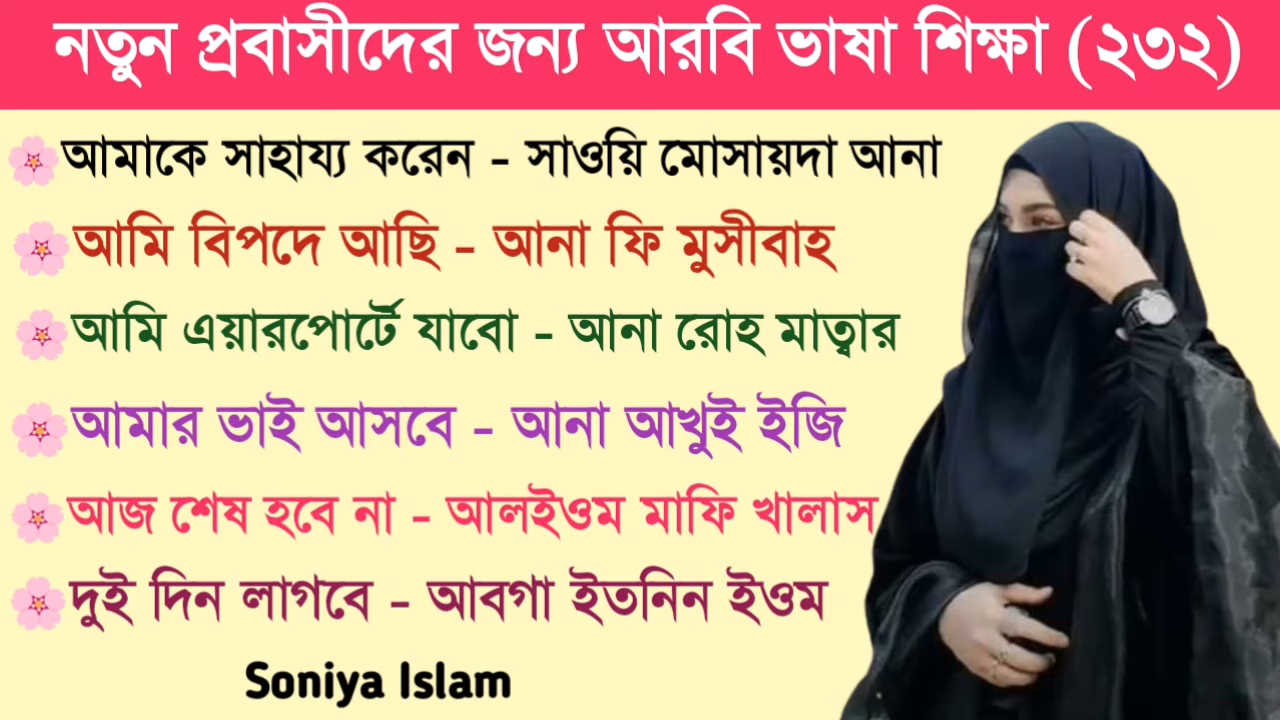 নতুন প্রবাসীদের জন্য আরবি ভাষা শিক্ষা (২৩২)
আমাকে সাহায্য করেন - সাওয়ি মোসায়দা আনা
আমি বিপদে আছি - আনা ফি মুসীবাহ
আমি এয়ারপোর্টে যাবো - আনা রোহ মাত্বার
আমার ভাই আসবে - আনা আখুই ইজি
আজ শেষ হবে না - আলইওম মাফি খালাস
দুই দিন লাগবে - আবগা ইতনিন ইওম
Soniya Islam